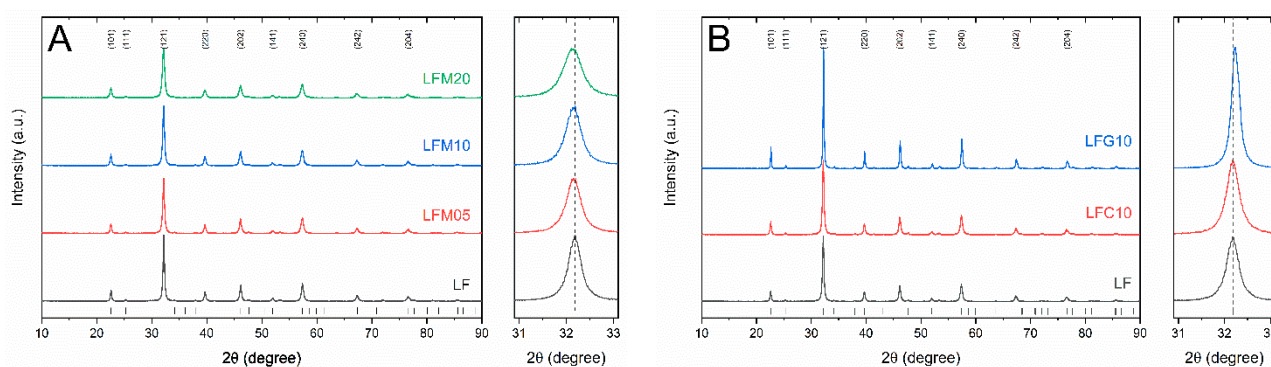 A
(101) (111) (121) (220) (202) (141) (240) (242) (204)
LFM20
LFM10
LFM05
LF
Intensity (a.u.)
10 20 30 40 50 60 70 80 90
2θ (degree)
31 32 33
2θ (degree)
B
(101) (111) (121) (220) (202) (141) (240) (242) (204)
LFG10
LFC10
LF
Intensity (a.u.)
10 20 30 40 50 60 70 80 90
2θ (degree)
31 32 33
2θ (degree)